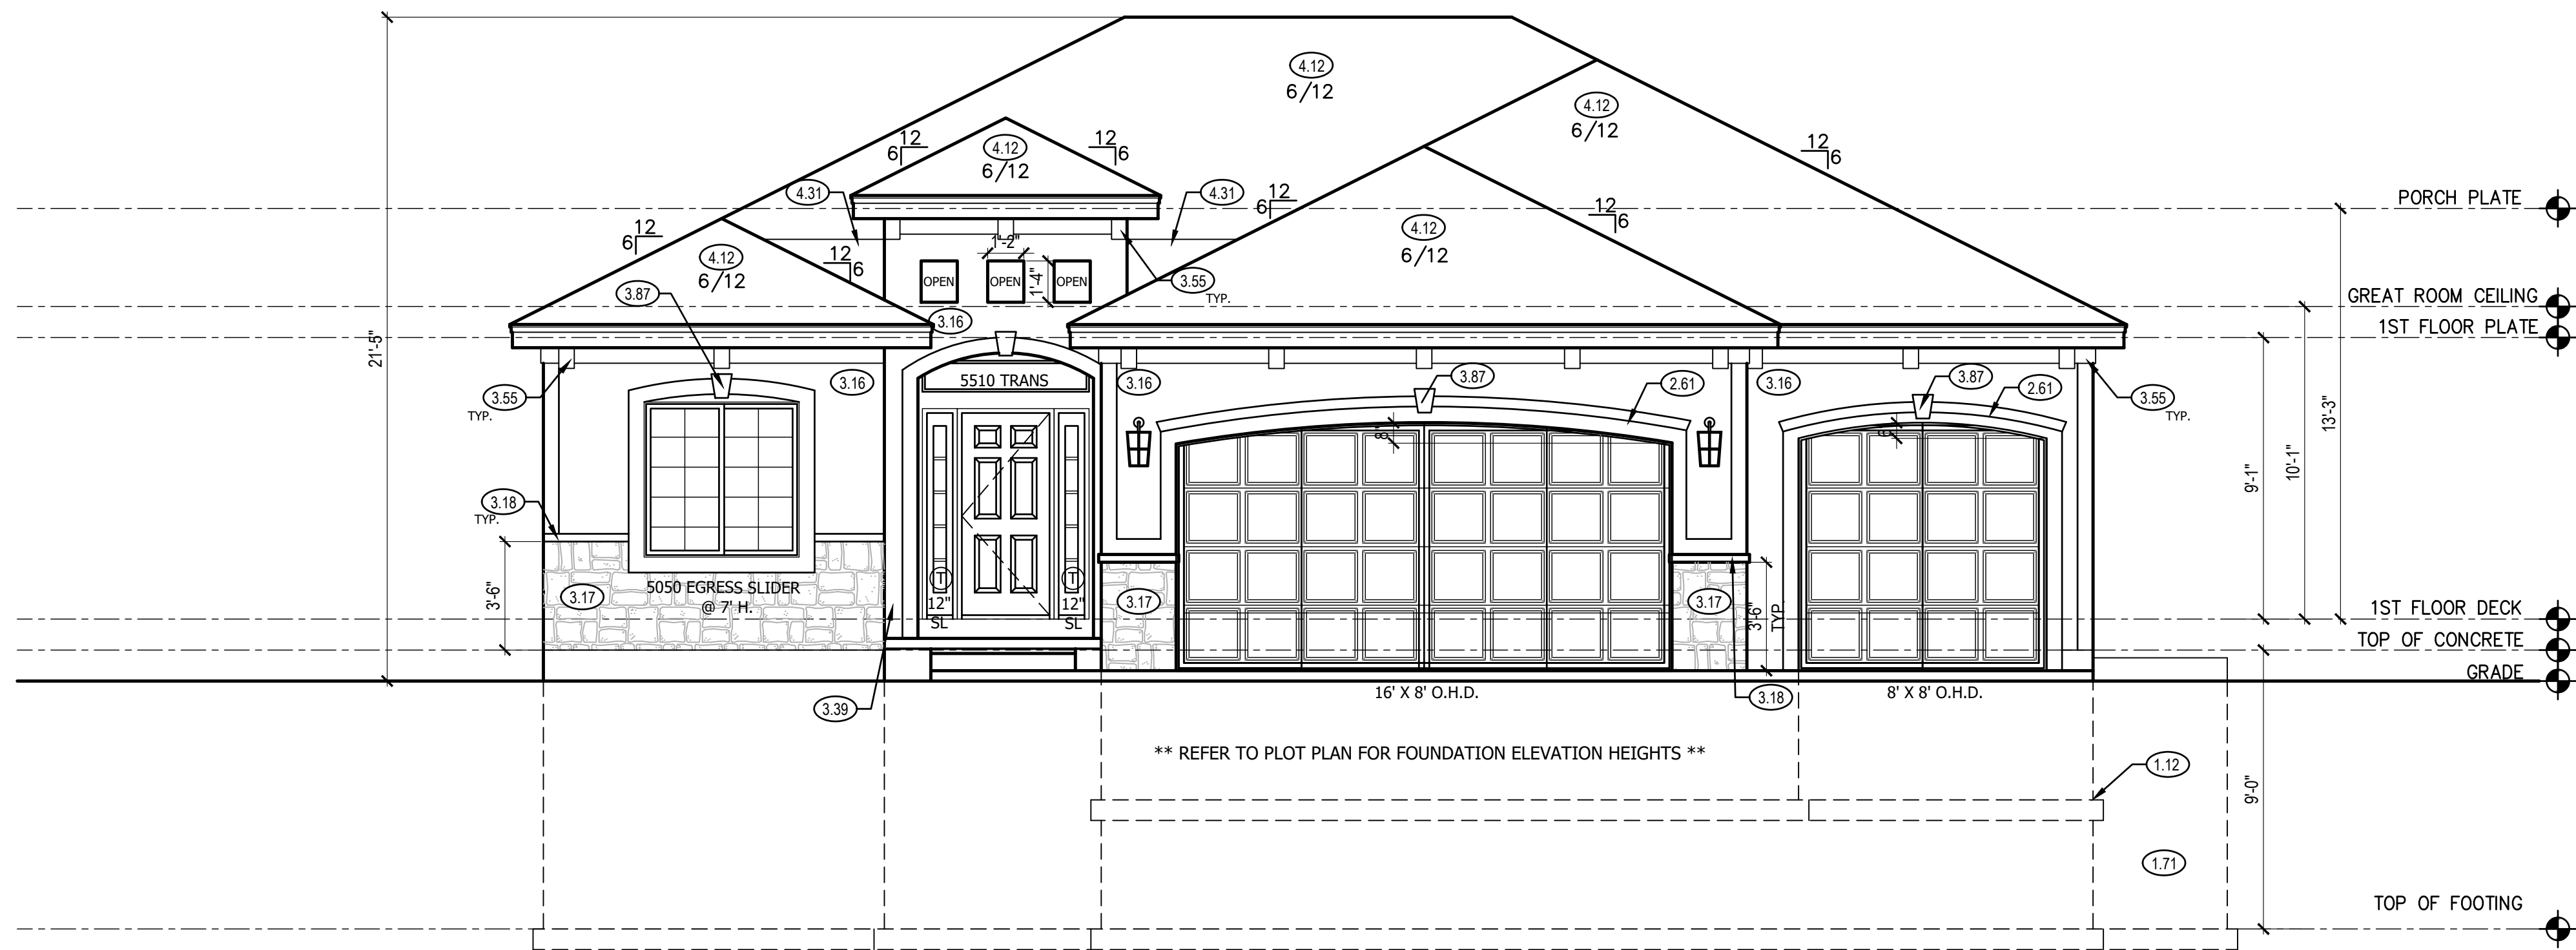 4.12
6/12
4.12
6/12
12
6
4.12
6/12
12
6
12
6
4.31
4.31
PORCH PLATE
12
6
12
6
4.12
6/12
12
6
12
6
4.12
6/12
1'-2"
1'-4"
OPEN
OPEN
OPEN
3.55
TYP.
3.87
GREAT ROOM CEILING
3.16
1ST FLOOR PLATE
21'-5"
13'-3"
10'-1"
9'-1"
5510 TRANS
3.16
3.16
3.87
2.61
3.16
3.87
2.61
3.55
TYP.
3.55
TYP.
8"
3.18
TYP.
3'-6"
3.17
5050 EGRESS SLIDER
@ 7' H.
T
12"
SL
T
12"
SL
3.17
3.17
3'-6"
TYP.
1ST FLOOR DECK
TOP OF CONCRETE
GRADE
3.39
16' X 8' O.H.D.
3.18
8' X 8' O.H.D.
** REFER TO PLOT PLAN FOR FOUNDATION ELEVATION HEIGHTS **
1.12
9'-0"
1.71
TOP OF FOOTING